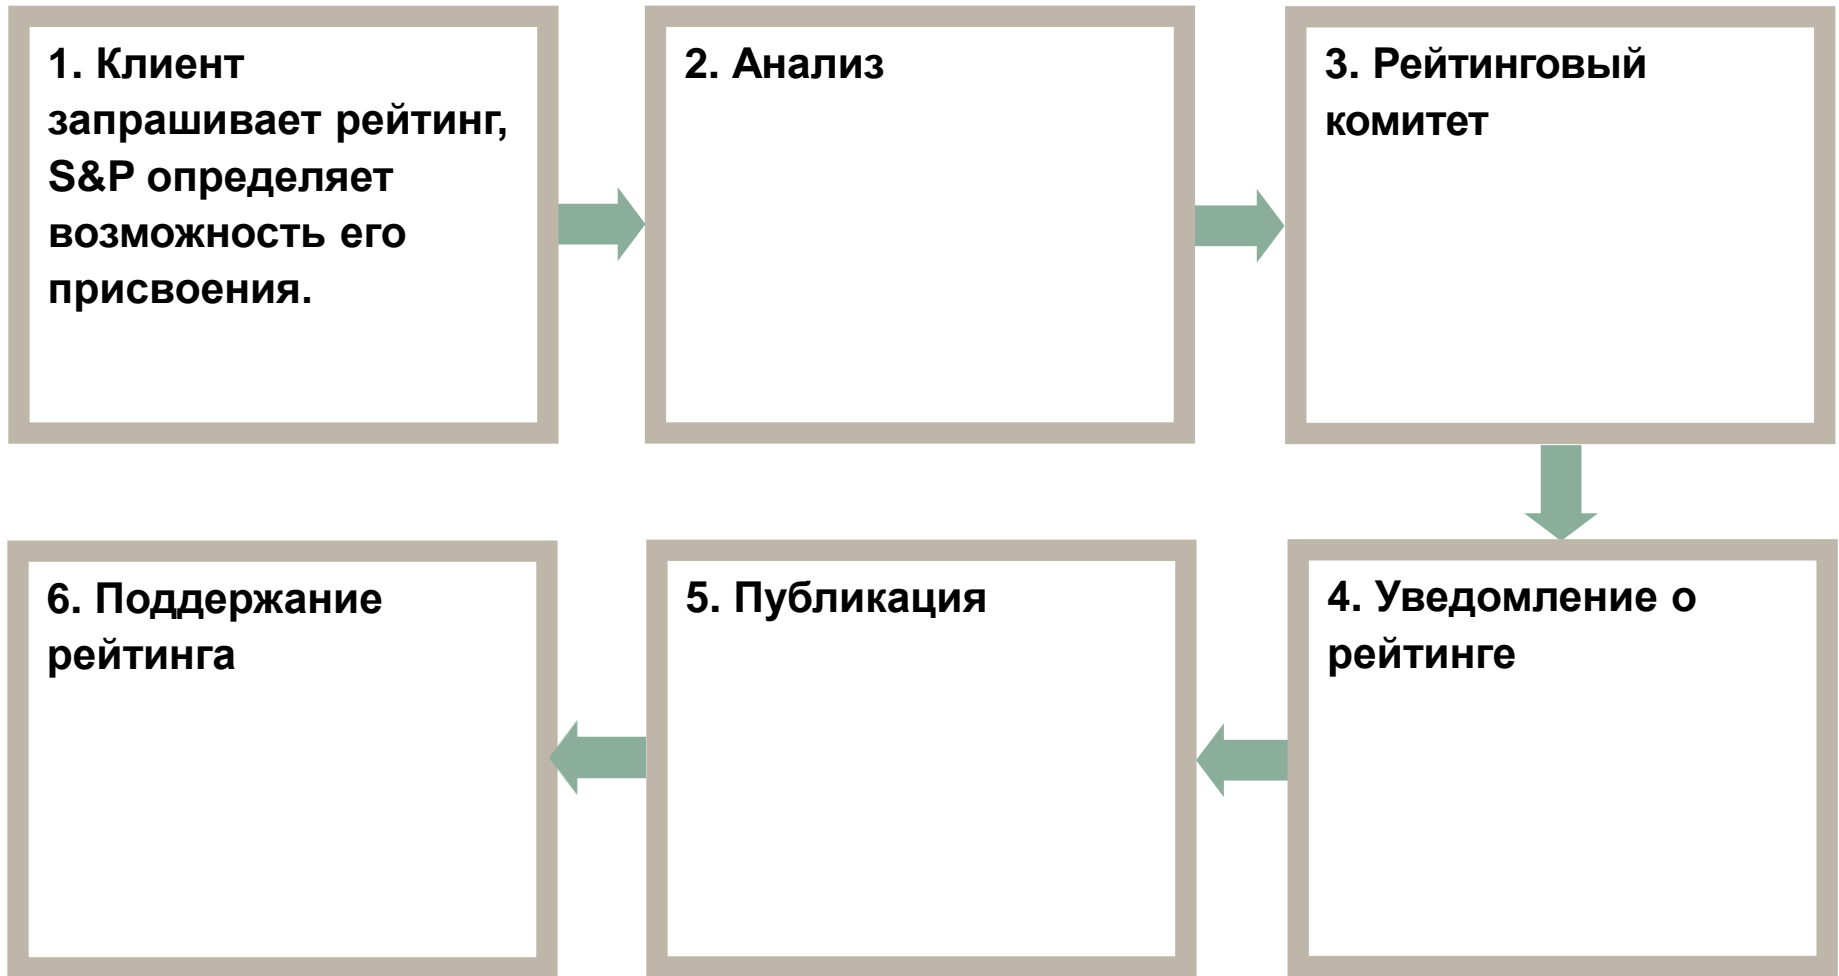 1. Клиент
запрашивает рейтинг,
S&P определяет
возможность его
присвоения.
2. Анализ
3. Рейтинговый
комитет
4. Уведомление о
рейтинге
5. Публикация
6. Поддержание
рейтинга